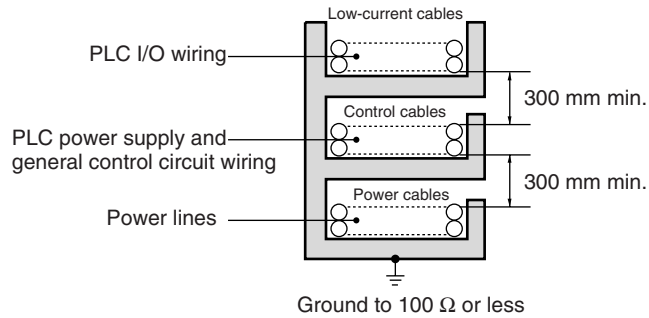 Low-current cables
PLC I/O wiring
300 mm min.
Control cables
PLC power supply and
general control circuit wiring
300 mm min.
Power cables
Power lines
Ground to 100 Ω or less